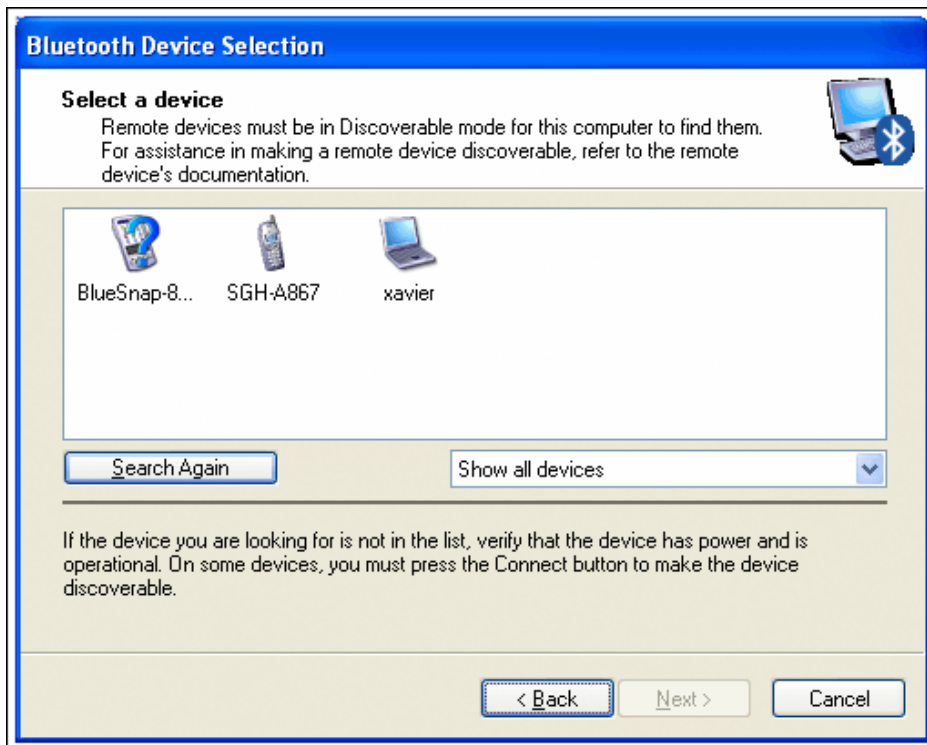 Bluetooth Device Selection
Select a device
Remote devices must be in Discoverable mode for this computer to find them.
For assistance in making a remote device discoverable, refer to the remote
device's documentation.
BlueSnap-8... SGH-A867 xavier
Search Again Show all devices
If the device you are looking for is not in the list, verify that the device has power and is
operational. On some devices, you must press the Connect button to make the device
discoverable.
< Back Next > Cancel